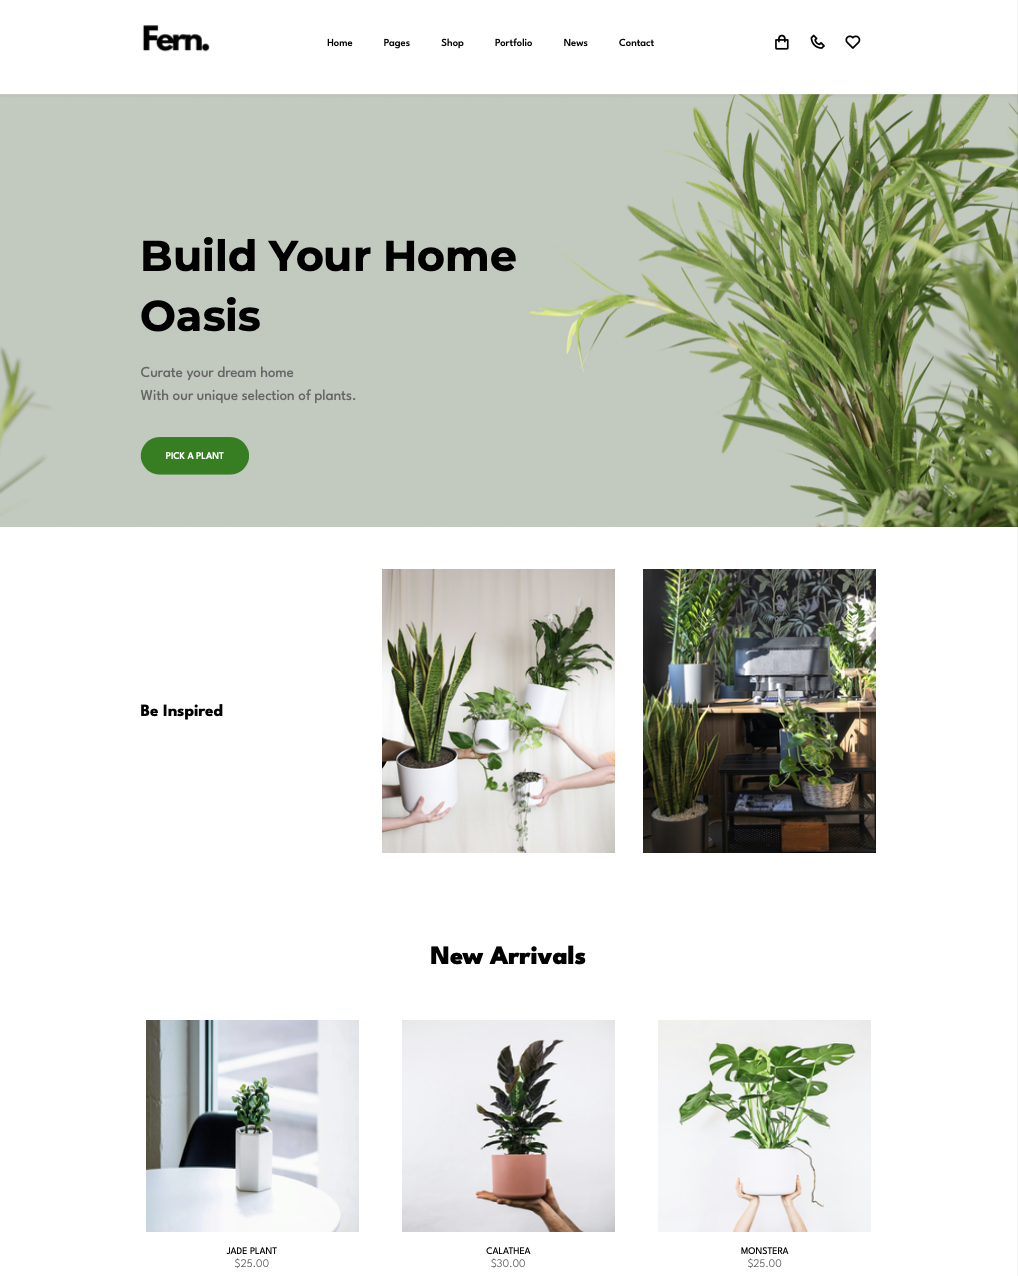 Fern.
Home Pages Shop Portfolio News Contact
Build Your Home
Oasis
Curate your dream home
With our unique selection of plants.
PICK A PLANT
Be Inspired
New Arrivals
JADE PLANT CALATHEA MONSTERA
$25.00 $30.00 $25.00